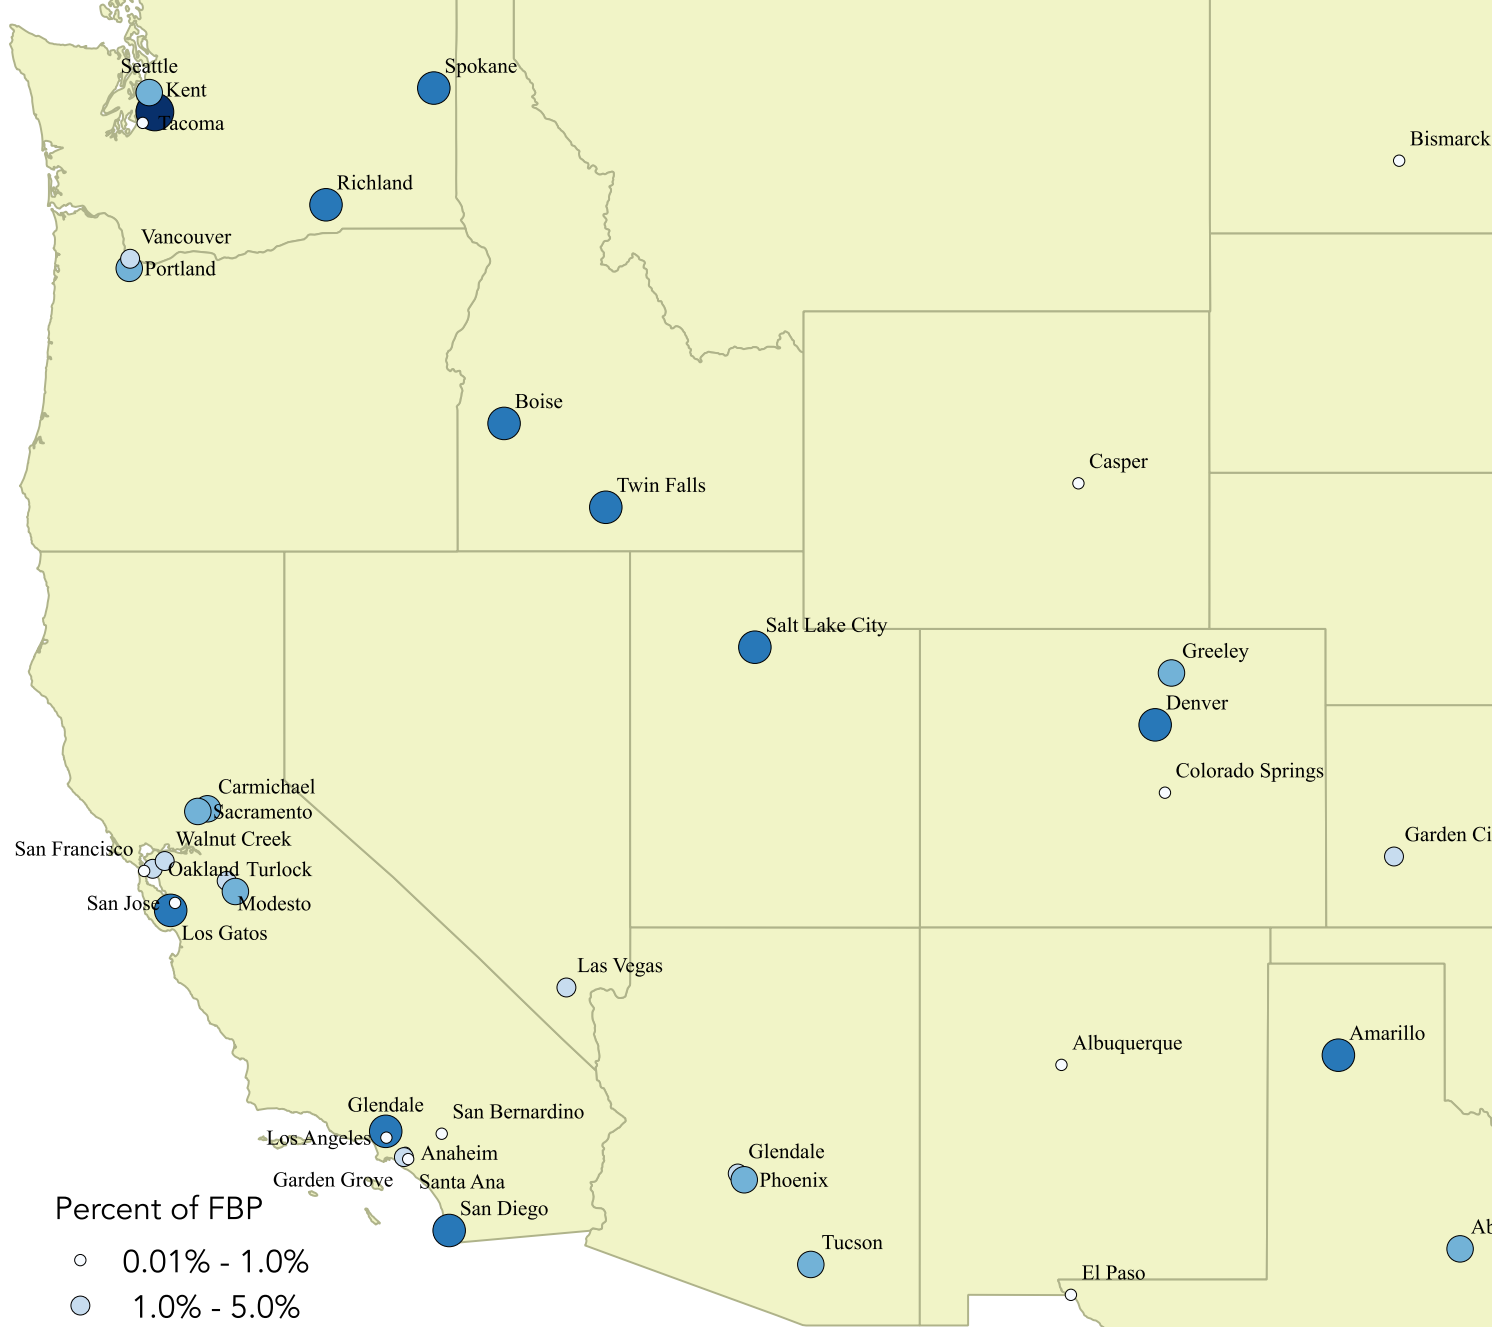 Seattle
Spokane
Kent
Tacoma
Bismarck
Richland
Vancouver
Portland
Boise
Casper
Twin Falls
Salt Lake City
Greeley
Denver
Colorado Springs
Carmichael
Sacramento
Walnut Creek
San Francisco
Garden Ci
Oakland
Turlock
San Jose
Modesto
Los Gatos
Las Vegas
Amarillo
Albuquerque
Glendale
San Bernardino
Los Angeles
Anaheim
Glendale
Garden Grove
Santa Ana
Phoenix
San Diego
Ab
Tucson
El Paso
Percent of FBP
0.01% - 1.0%
1.0% - 5.0%